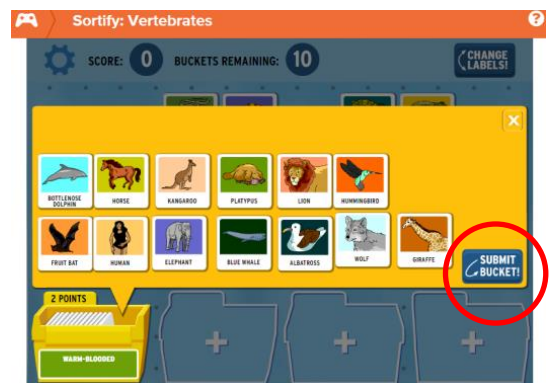 Sortify: Vertebrates
?
SCORE: 0 BUCKETS REMAINING: 10
CHANGE
LABELS!
X
BOTTLENOSE
DOLPHIN
HORSE
KANGAROO
PLATYPUS
LION
HUMMINGBIRD
FRUIT BAT
HUMAN
ELEPHANT
BLUE WHALE
ALBATROSS
WOLF
GIRAFFE
SUBMIT
BUCKET!
2 POINTS
WARM-BLOODED
+
+
+